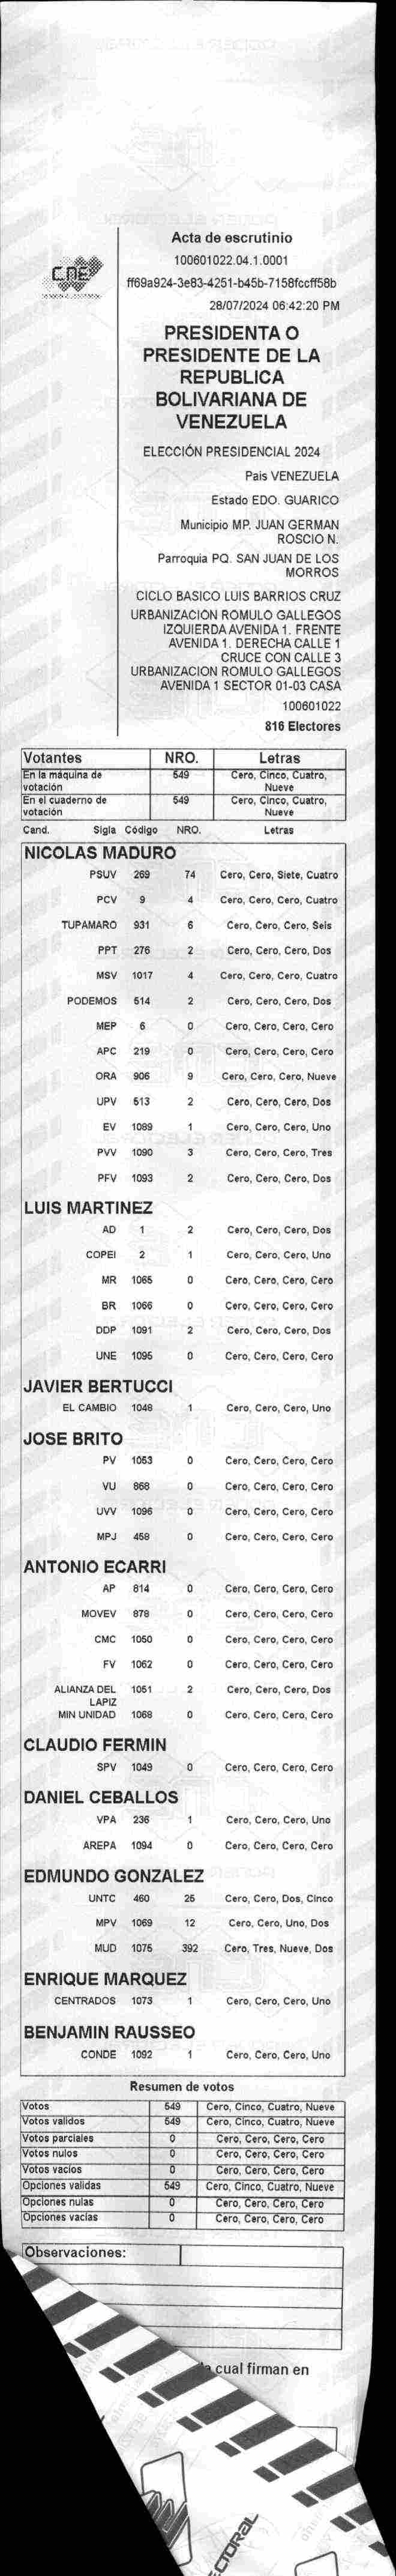 CNE
Acta de escrutinio
100601022.04.1.0001
ff69a924-3e83-4251-b45b-7158fccff58b
28/07/2024 06:42:20 PM
PRESIDENTA O
PRESIDENTE DE LA
REPUBLICA
BOLIVARIANA DE
VENEZUELA
ELECCIÓN PRESIDENCIAL 2024
Pais VENEZUELA
Estado EDO. GUARICO
Municipio MP. JUAN GERMAN
ROSCIO N.
Parroquia PQ. SAN JUAN DE LOS
MORROS
CICLO BASICO LUIS BARRIOS CRUZ
URBANIZACION ROMULO GALLEGOS
IZQUIERDA AVENIDA 1. FRENTE
AVENIDA 1. DERECHA CALLE 1
CRUCE CON CALLE 3
URBANIZACION ROMULO GALLEGOS
AVENIDA 1 SECTOR 01-03 CASA
100601022
816 Electores
Votantes NRO. Letras
En la máquina de votación 549 Cero, Cinco, Cuatro, Nueve
En el cuaderno de votación 549 Cero, Cinco, Cuatro, Nueve
Cand. Sigla Código NRO. Letras
NICOLAS MADURO
PSUV 269 74 Cero, Cero, Siete, Cuatro
PCV 9 4 Cero, Cero, Cero, Cuatro
TUPAMARO 931 6 Cero, Cero, Cero, Seis
PPT 276 2 Cero, Cero, Cero, Dos
MSV 1017 4 Cero, Cero, Cero, Cuatro
PODEMOS 514 2 Cero, Cero, Cero, Dos
MEP 6 0 Cero, Cero, Cero, Cero
APC 219 0 Cero, Cero, Cero, Cero
ORA 906 9 Cero, Cero, Cero, Nueve
UPV 513 2 Cero, Cero, Cero, Dos
EV 1089 1 Cero, Cero, Cero, Uno
PVV 1090 3 Cero, Cero, Cero, Tres
PFV 1093 2 Cero, Cero, Cero, Dos
LUIS MARTINEZ
AD 1 2 Cero, Cero, Cero, Dos
COPEI 2 1 Cero, Cero, Cero, Uno
MR 1065 0 Cero, Cero, Cero, Cero
BR 1066 0 Cero, Cero, Cero, Cero
DDP 1091 2 Cero, Cero, Cero, Dos
UNE 1095 0 Cero, Cero, Cero, Cero
JAVIER BERTUCCI
EL CAMBIO 1048 1 Cero, Cero, Cero, Uno
JOSE BRITO
PV 1053 0 Cero, Cero, Cero, Cero
VU 868 0 Cero, Cero, Cero, Cero
UVV 1096 0 Cero, Cero, Cero, Cero
MPJ 458 0 Cero, Cero, Cero, Cero
ANTONIO ECARRI
AP 814 0 Cero, Cero, Cero, Cero
MOVEV 878 0 Cero, Cero, Cero, Cero
CMC 1050 0 Cero, Cero, Cero, Cero
FV 1062 0 Cero, Cero, Cero, Cero
ALIANZA DEL LAPIZ 1051 2 Cero, Cero, Cero, Dos
MIN UNIDAD 1068 0 Cero, Cero, Cero, Cero
CLAUDIO FERMIN
SPV 1049 0 Cero, Cero, Cero, Cero
DANIEL CEBALLOS
VPA 236 1 Cero, Cero, Cero, Uno
AREPA 1094 0 Cero, Cero, Cero, Cero
EDMUNDO GONZALEZ
UNTC 460 25 Cero, Cero, Dos, Cinco
MPV 1069 12 Cero, Cero, Uno, Dos
MUD 1075 392 Cero, Tres, Nueve, Dos
ENRIQUE MARQUEZ
CENTRADOS 1073 1 Cero, Cero, Cero, Uno
BENJAMIN RAUSSEO
CONDE 1092 1 Cero, Cero, Cero, Uno
Resumen de votos
Votos 549 Cero, Cinco, Cuatro, Nueve
Votos validos 549 Cero, Cinco, Cuatro, Nueve
Votos parciales 0 Cero, Cero, Cero, Cero
Votos nulos 0 Cero, Cero, Cero, Cero
Votos vacios 0 Cero, Cero, Cero, Cero
Opciones validas 549 Cero, Cinco, Cuatro, Nueve
Opciones nulas 0 Cero, Cero, Cero, Cero
Opciones vacias 0 Cero, Cero, Cero, Cero
Observaciones:
cual firman en